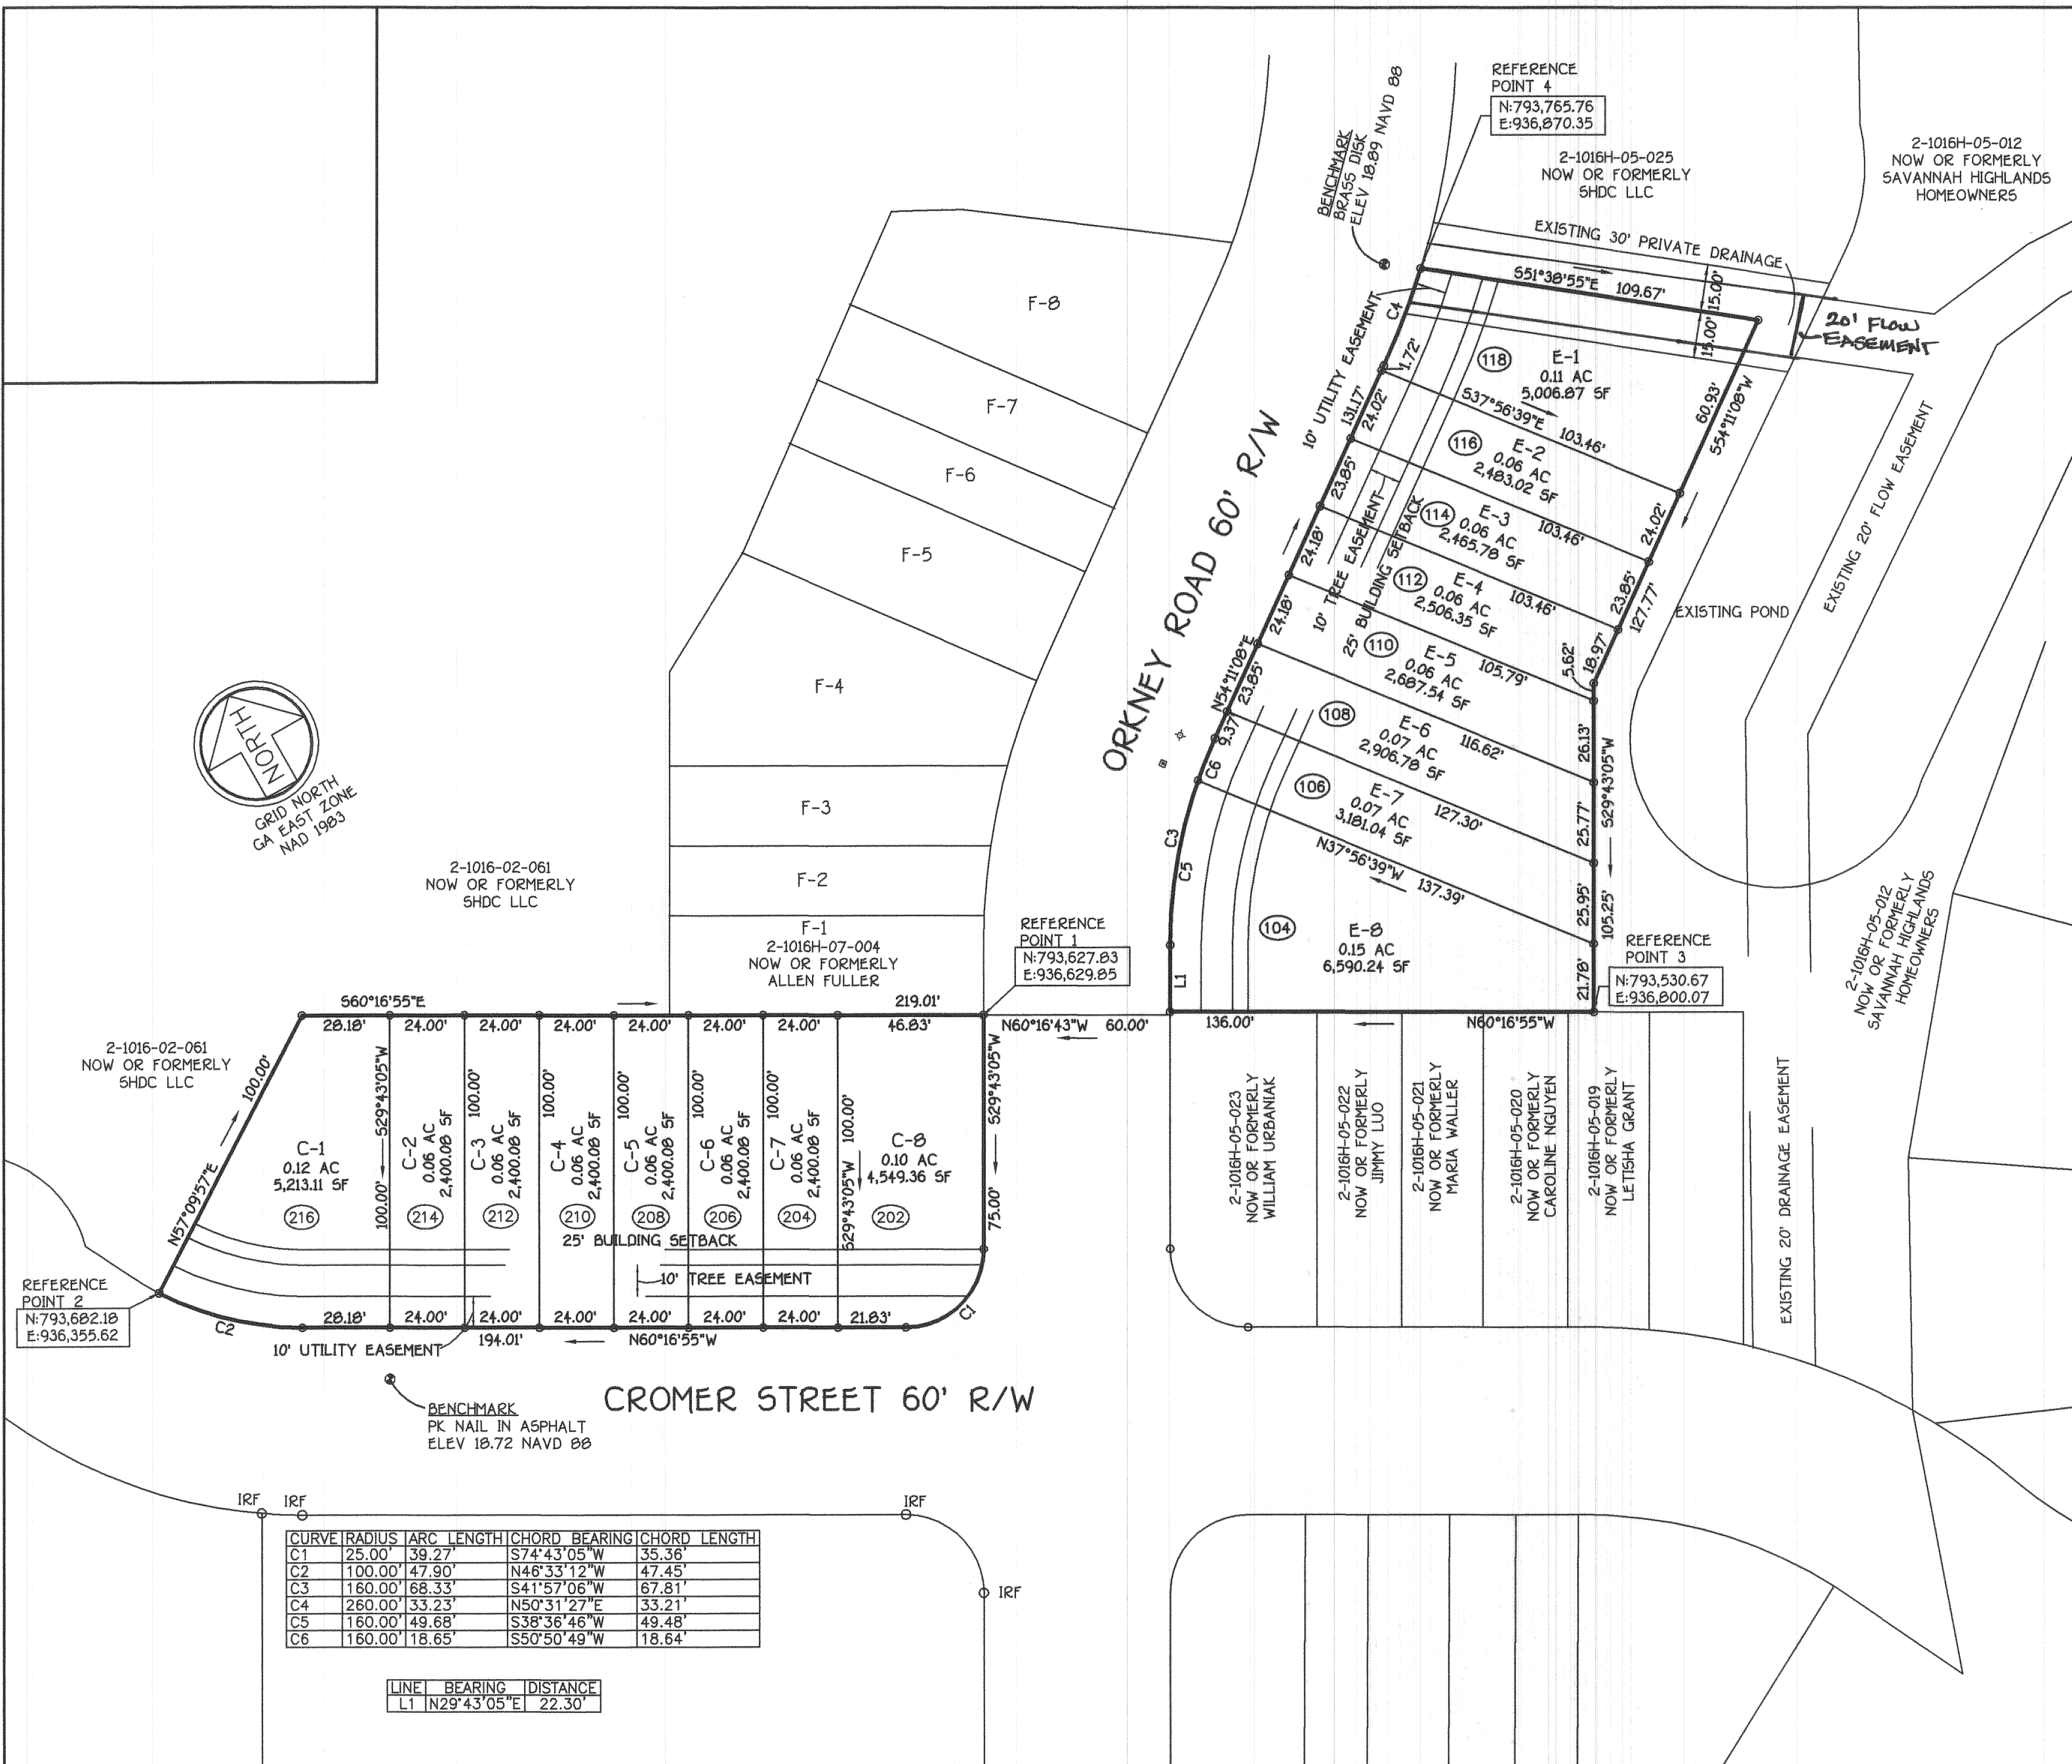 REFERENCE
POINT 4
N:793,765.76
E:936,870.35
BENCHMARK
BRASS DISK
ELEV 18.89 NAVD 88
2-1016H-05-025
NOW OR FORMERLY
SHDC LLC
2-1016H-05-012
NOW OR FORMERLY
SAVANNAH HIGHLANDS
HOMEOWNERS
EXISTING 30' PRIVATE DRAINAGE
S51°38'55"E 109.67'
15.00'
15.00'
20' FLOW
EASEMENT
F-8
F-7
F-6
F-5
F-4
F-3
F-2
F-1
2-1016H-07-004
NOW OR FORMERLY
ALLEN FULLER
ORKNEY ROAD 60' R/W
10' UTILITY EASEMENT
C4
1.72'
131.17'
24.02'
23.85'
24.18'
24.18'
N54°11'08"E
23.85'
9.37'
C6
C3
C5
L1
10' TREE EASEMENT
25' BUILDING SETBACK
118
E-1
0.11 AC
5,006.87 SF
S37°56'39"E 103.46'
116
E-2
0.06 AC
2,483.02 SF
103.46'
114
E-3
0.06 AC
2,465.78 SF
103.46'
112
E-4
0.06 AC
2,506.35 SF
105.79'
110
E-5
0.06 AC
2,687.54 SF
116.62'
108
E-6
0.07 AC
2,906.78 SF
127.30'
106
E-7
0.07 AC
3,181.04 SF
N37°56'39"W 137.39'
104
E-8
0.15 AC
6,590.24 SF
60.93'
S54°11'08"W
24.02'
23.85'
127.77'
18.97'
5.62'
26.13'
S29°43'05"W
25.77'
25.95'
105.25'
21.78'
EXISTING POND
EXISTING 20' FLOW EASEMENT
2-1016H-05-012
NOW OR FORMERLY
SAVANNAH HIGHLANDS
HOMEOWNERS
REFERENCE
POINT 3
N:793,530.67
E:936,800.07
NORTH
GRID NORTH
GA EAST ZONE
NAD 1983
2-1016-02-061
NOW OR FORMERLY
SHDC LLC
2-1016-02-061
NOW OR FORMERLY
SHDC LLC
REFERENCE
POINT 1
N:793,627.83
E:936,629.85
S60°16'55"E
219.01'
28.18'
24.00'
24.00'
24.00'
24.00'
24.00'
24.00'
46.83'
N60°16'43"W 60.00'
136.00'
N60°16'55"W
100.00'
N57°09'57"E
C-1
0.12 AC
5,213.11 SF
216
100.00'
S29°43'05"W
C-2
0.06 AC
2,400.08 SF
214
100.00'
C-3
0.06 AC
2,400.08 SF
212
100.00'
C-4
0.06 AC
2,400.08 SF
210
100.00'
C-5
0.06 AC
2,400.08 SF
208
100.00'
C-6
0.06 AC
2,400.08 SF
206
100.00'
C-7
0.06 AC
2,400.08 SF
204
S29°43'05"W 100.00'
C-8
0.10 AC
4,549.36 SF
202
S29°43'05"W
75.00'
25' BUILDING SETBACK
10' TREE EASEMENT
REFERENCE
POINT 2
N:793,682.18
E:936,355.62
C2
28.18'
24.00'
24.00'
24.00'
24.00'
24.00'
24.00'
21.83'
C1
10' UTILITY EASEMENT
194.01'
N60°16'55"W
2-1016H-05-023
NOW OR FORMERLY
WILLIAM URBANIAK
2-1016H-05-022
NOW OR FORMERLY
JIMMY LUO
2-1016H-05-021
NOW OR FORMERLY
MARIA WALLER
2-1016H-05-020
NOW OR FORMERLY
CAROLINE NGUYEN
2-1016H-05-019
NOW OR FORMERLY
LETISHA GRANT
EXISTING 20' DRAINAGE EASEMENT
CROMER STREET 60' R/W
BENCHMARK
PK NAIL IN ASPHALT
ELEV 18.72 NAVD 88
IRF
IRF
IRF
IRF
CURVE RADIUS ARC LENGTH CHORD BEARING CHORD LENGTH
C1 25.00' 39.27' S74°43'05"W 35.36'
C2 100.00' 47.90' N46°33'12"W 47.45'
C3 160.00' 68.33' S41°57'06"W 67.81'
C4 260.00' 33.23' N50°31'27"E 33.21'
C5 160.00' 49.68' S38°36'46"W 49.48'
C6 160.00' 18.65' S50°50'49"W 18.64'
LINE BEARING DISTANCE
L1 N29°43'05"E 22.30'